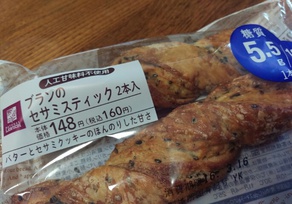 人工甘味料不使用
ブランの
セサミスティック 2本入
本体価格 148円(税込160円)
バターとセサミクッキーのほんのりした甘さ
糖質
5.5g